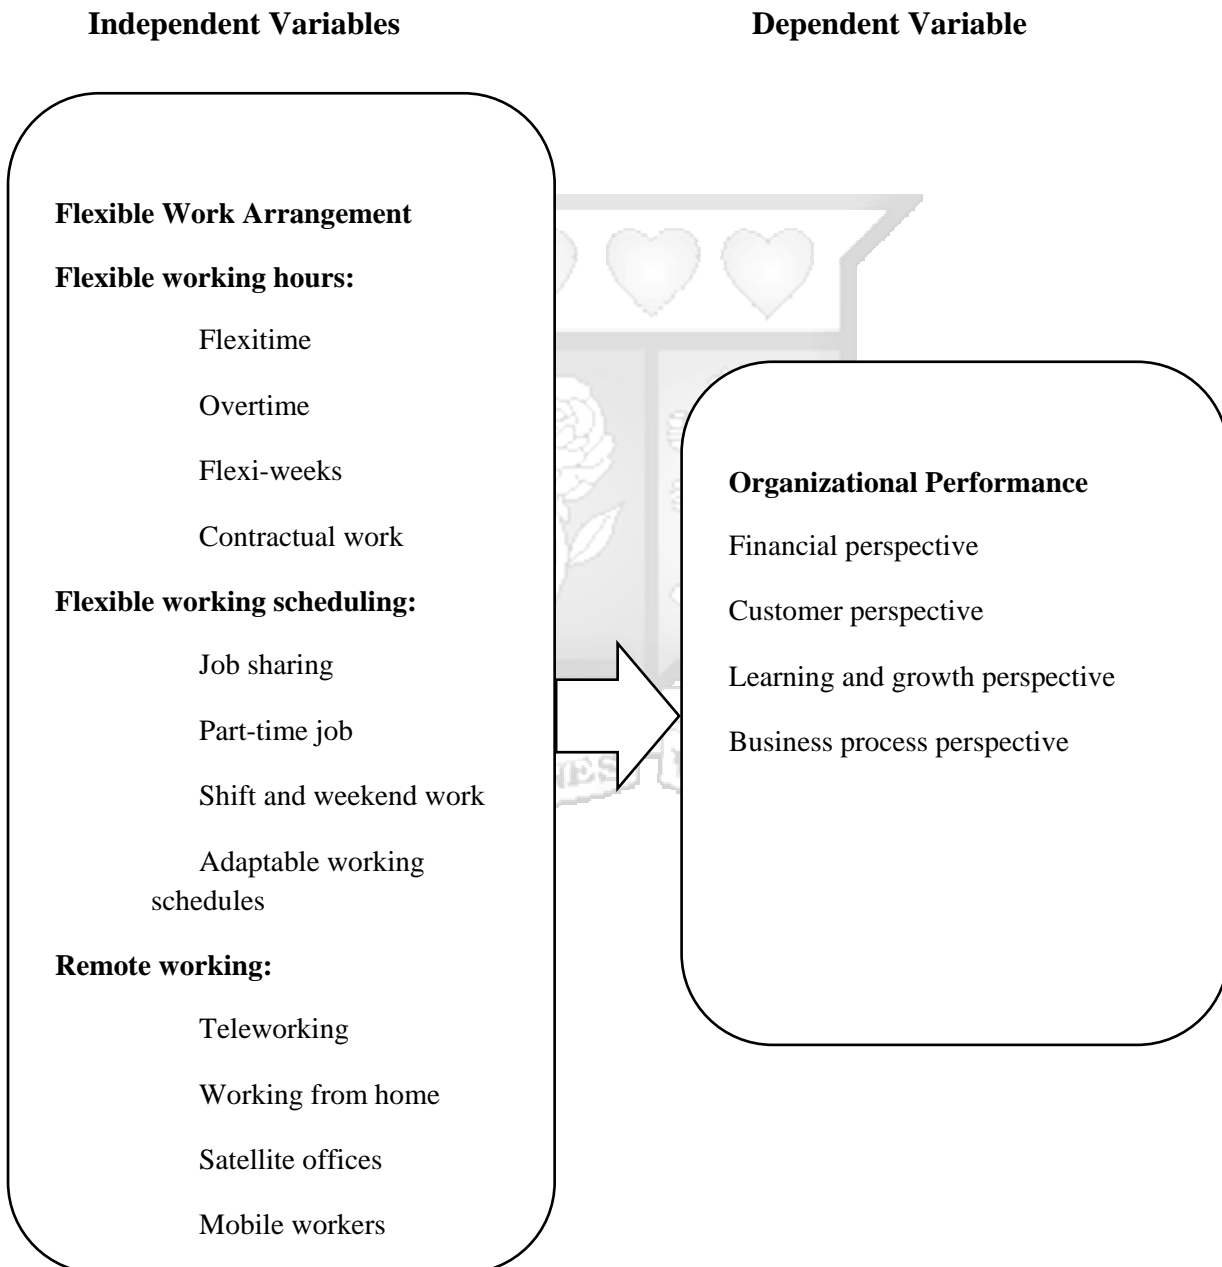 Independent Variables
Dependent Variable
Flexible Work Arrangement
Flexible working hours:
Flexitime
Overtime
Flexi-weeks
Contractual work
Flexible working scheduling:
Job sharing
Part-time job
Shift and weekend work
Adaptable working
schedules
Remote working:
Teleworking
Working from home
Satellite offices
Mobile workers
Organizational Performance
Financial perspective
Customer perspective
Learning and growth perspective
Business process perspective